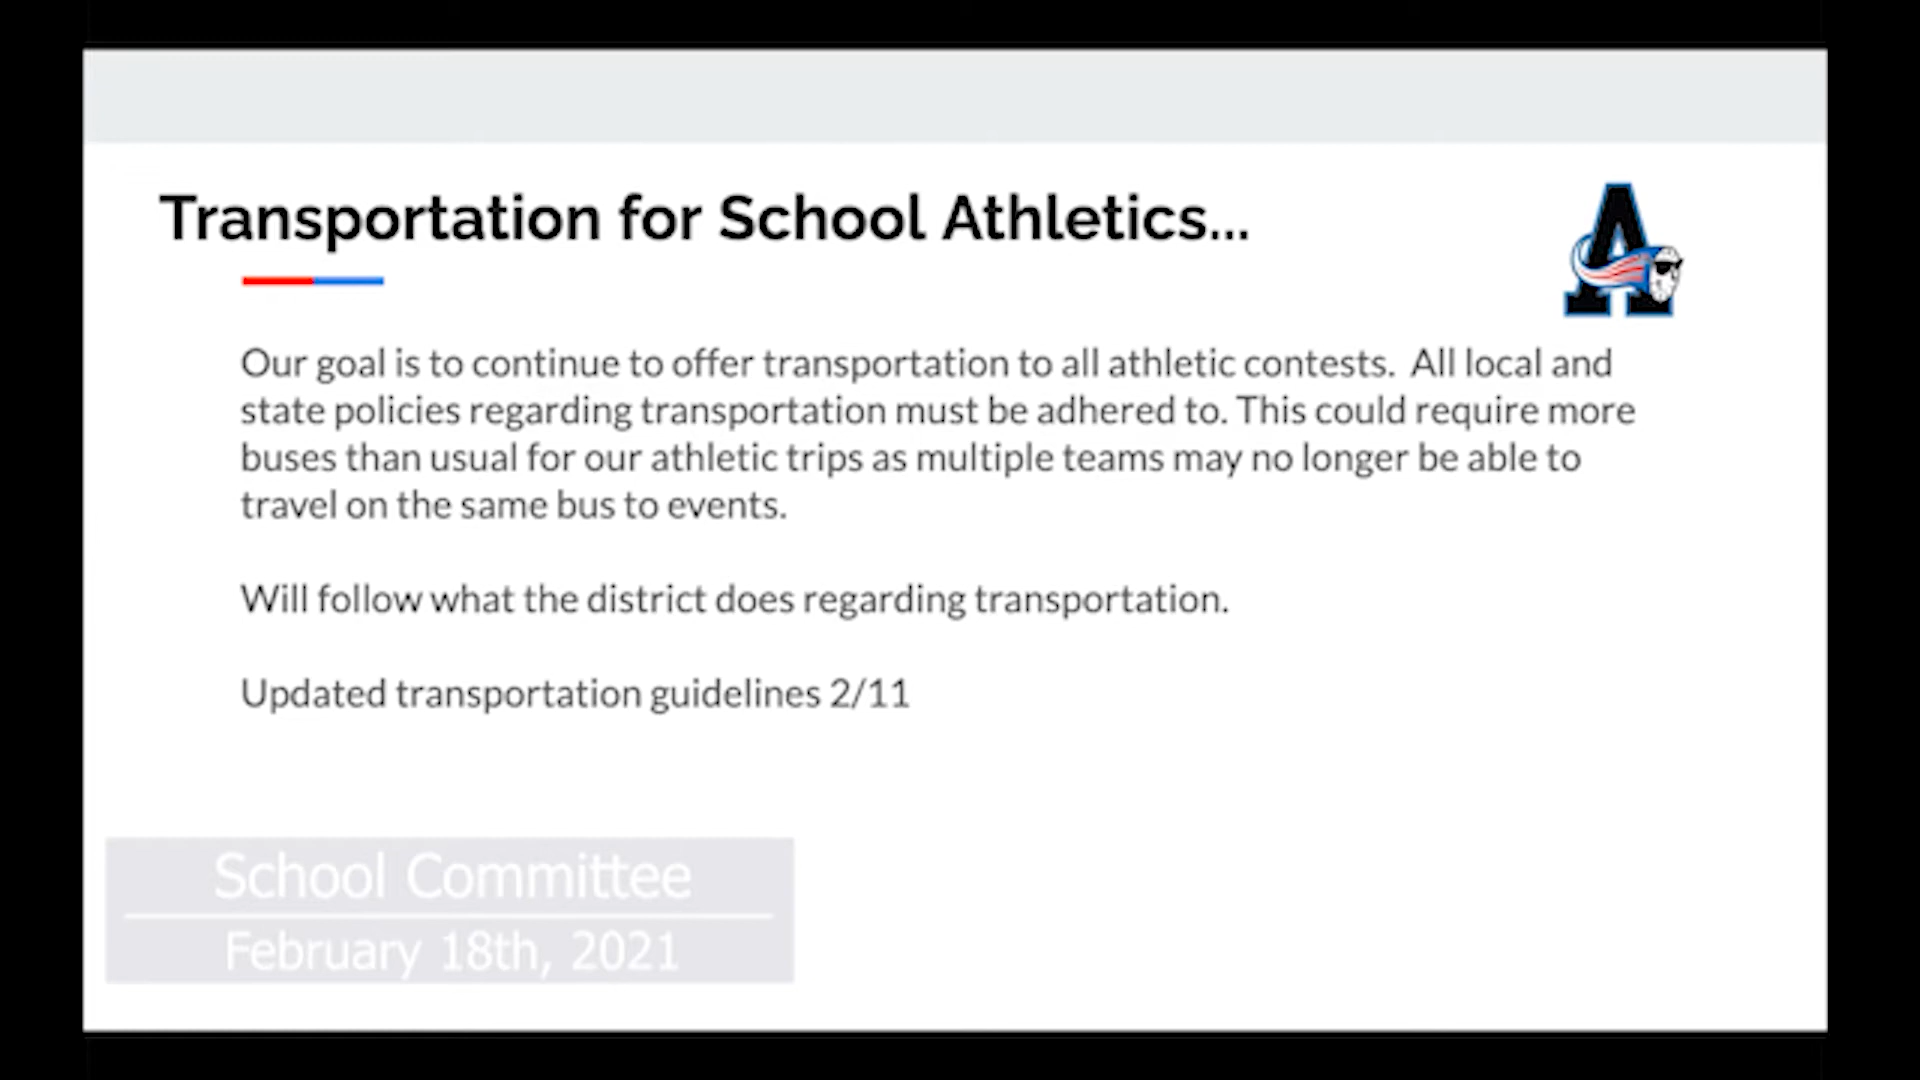 Transportation for School Athletics...
Our goal is to continue to offer transportation to all athletic contests.  All local and
state policies regarding transportation must be adhered to. This could require more
buses than usual for our athletic trips as multiple teams may no longer be able to
travel on the same bus to events.
Will follow what the district does regarding transportation.
Updated transportation guidelines 2/11
School Committee
February 18th, 2021